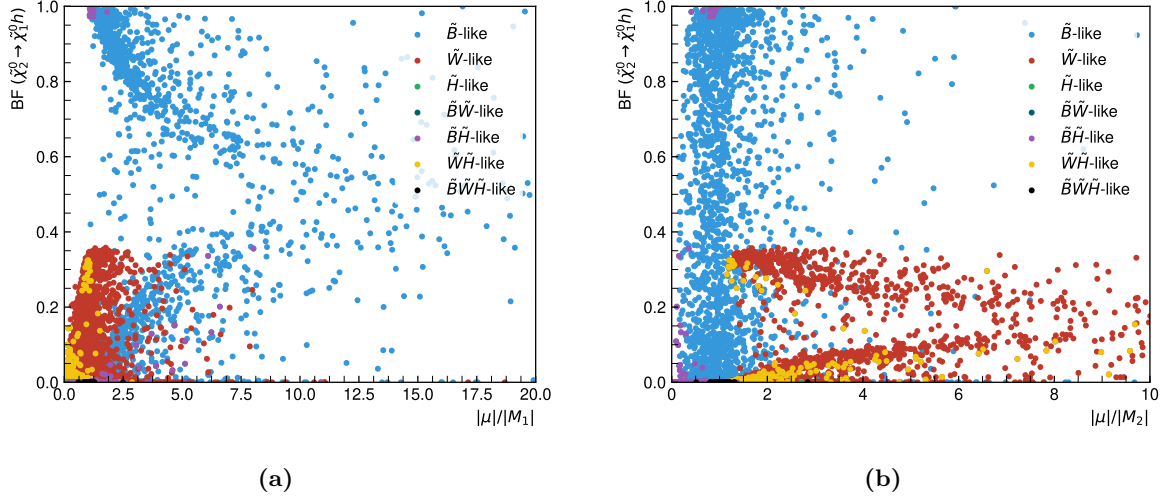 BF (χ̃⁰₂ → χ̃⁰₁h)
1.0
0.8
0.6
0.4
0.2
0.0
0.0 2.5 5.0 7.5 10.0 12.5 15.0 17.5 20.0
|μ|/|M₁|
B̃-like
W̃-like
H̃-like
B̃W̃-like
B̃H̃-like
W̃H̃-like
B̃W̃H̃-like
(a)
BF (χ̃⁰₂ → χ̃⁰₁h)
1.0
0.8
0.6
0.4
0.2
0.0
0 2 4 6 8 10
|μ|/|M₂|
B̃-like
W̃-like
H̃-like
B̃W̃-like
B̃H̃-like
W̃H̃-like
B̃W̃H̃-like
(b)